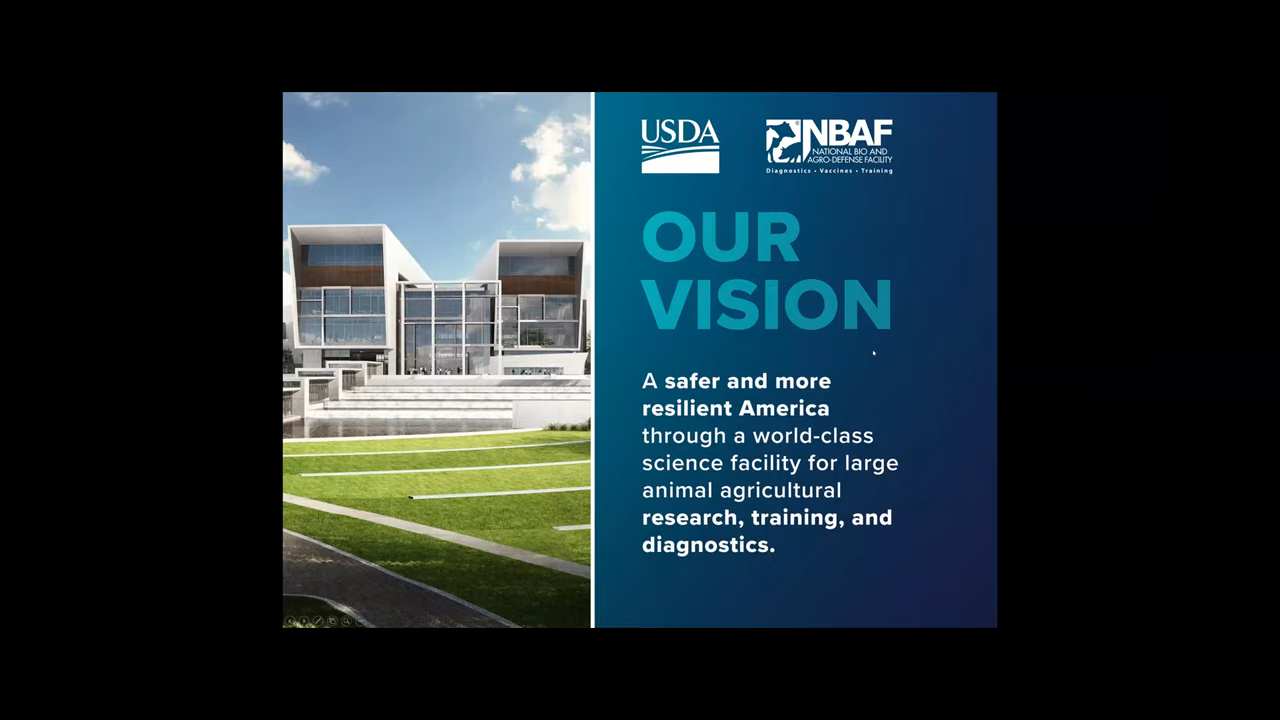 USDA
NBAF
NATIONAL BIO AND
AGRO-DEFENSE FACILITY
Diagnostics • Vaccines • Training
OUR
VISION
A safer and more
resilient America
through a world-class
science facility for large
animal agricultural
research, training, and
diagnostics.